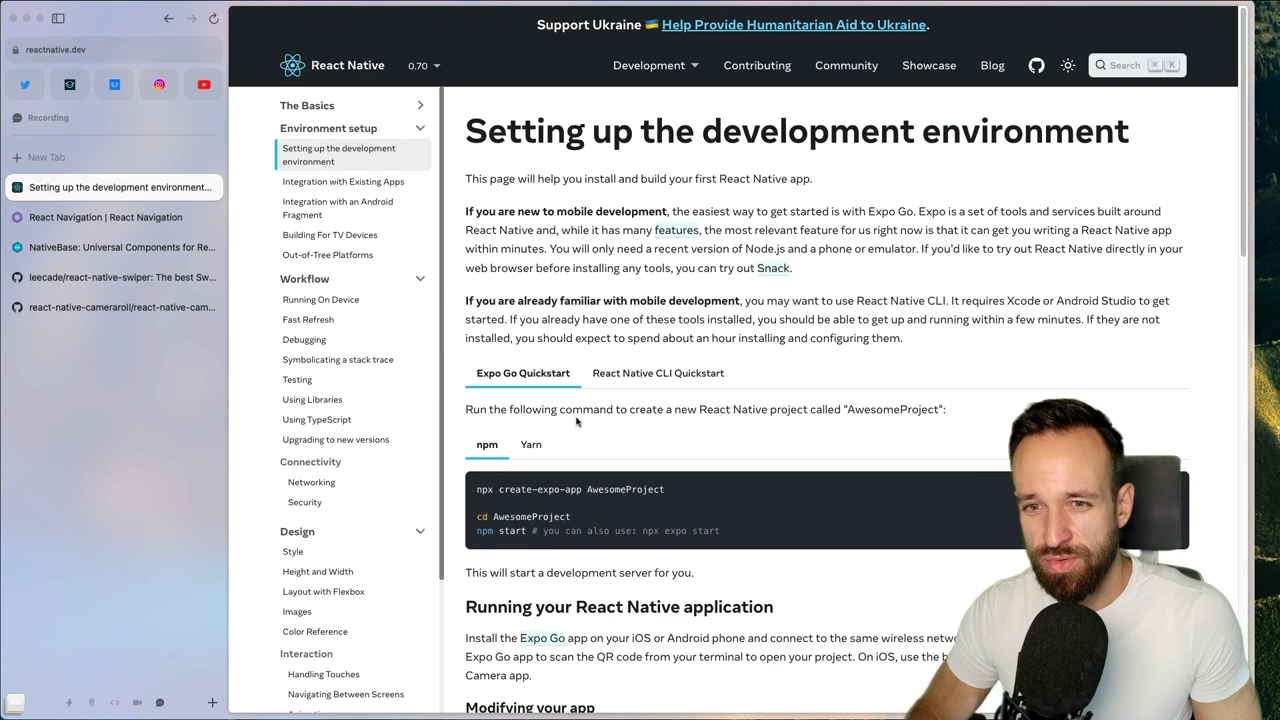 reactnative.dev
Recording
New Tab
Setting up the development environment...
React Navigation | React Navigation
NativeBase: Universal Components for Re...
leecade/react-native-swiper: The best Sw...
react-native-cameraroll/react-native-cam...
Support Ukraine 🇺🇦 Help Provide Humanitarian Aid to Ukraine.
React Native
0.70
Development
Contributing
Community
Showcase
Blog
Search
⌘
K
The Basics
Environment setup
Setting up the development
environment
Integration with Existing Apps
Integration with an Android
Fragment
Building For TV Devices
Out-of-Tree Platforms
Workflow
Running On Device
Fast Refresh
Debugging
Symbolicating a stack trace
Testing
Using Libraries
Using TypeScript
Upgrading to new versions
Connectivity
Networking
Security
Design
Style
Height and Width
Layout with Flexbox
Images
Color Reference
Interaction
Handling Touches
Navigating Between Screens
Setting up the development environment
This page will help you install and build your first React Native app.
If you are new to mobile development, the easiest way to get started is with Expo Go. Expo is a set of tools and services built around
React Native and, while it has many features, the most relevant feature for us right now is that it can get you writing a React Native app
within minutes. You will only need a recent version of Node.js and a phone or emulator. If you'd like to try out React Native directly in your
web browser before installing any tools, you can try out Snack.
If you are already familiar with mobile development, you may want to use React Native CLI. It requires Xcode or Android Studio to get
started. If you already have one of these tools installed, you should be able to get up and running within a few minutes. If they are not
installed, you should expect to spend about an hour installing and configuring them.
Expo Go Quickstart
React Native CLI Quickstart
Run the following command to create a new React Native project called "AwesomeProject":
npm
Yarn
npx create-expo-app AwesomeProject
cd AwesomeProject
npm start # you can also use: npx expo start
This will start a development server for you.
Running your React Native application
Install the Expo Go app on your iOS or Android phone and connect to the same wireless
Expo Go app to scan the QR code from your terminal to open your project. On iOS, use the
Camera app.
Modifying your app